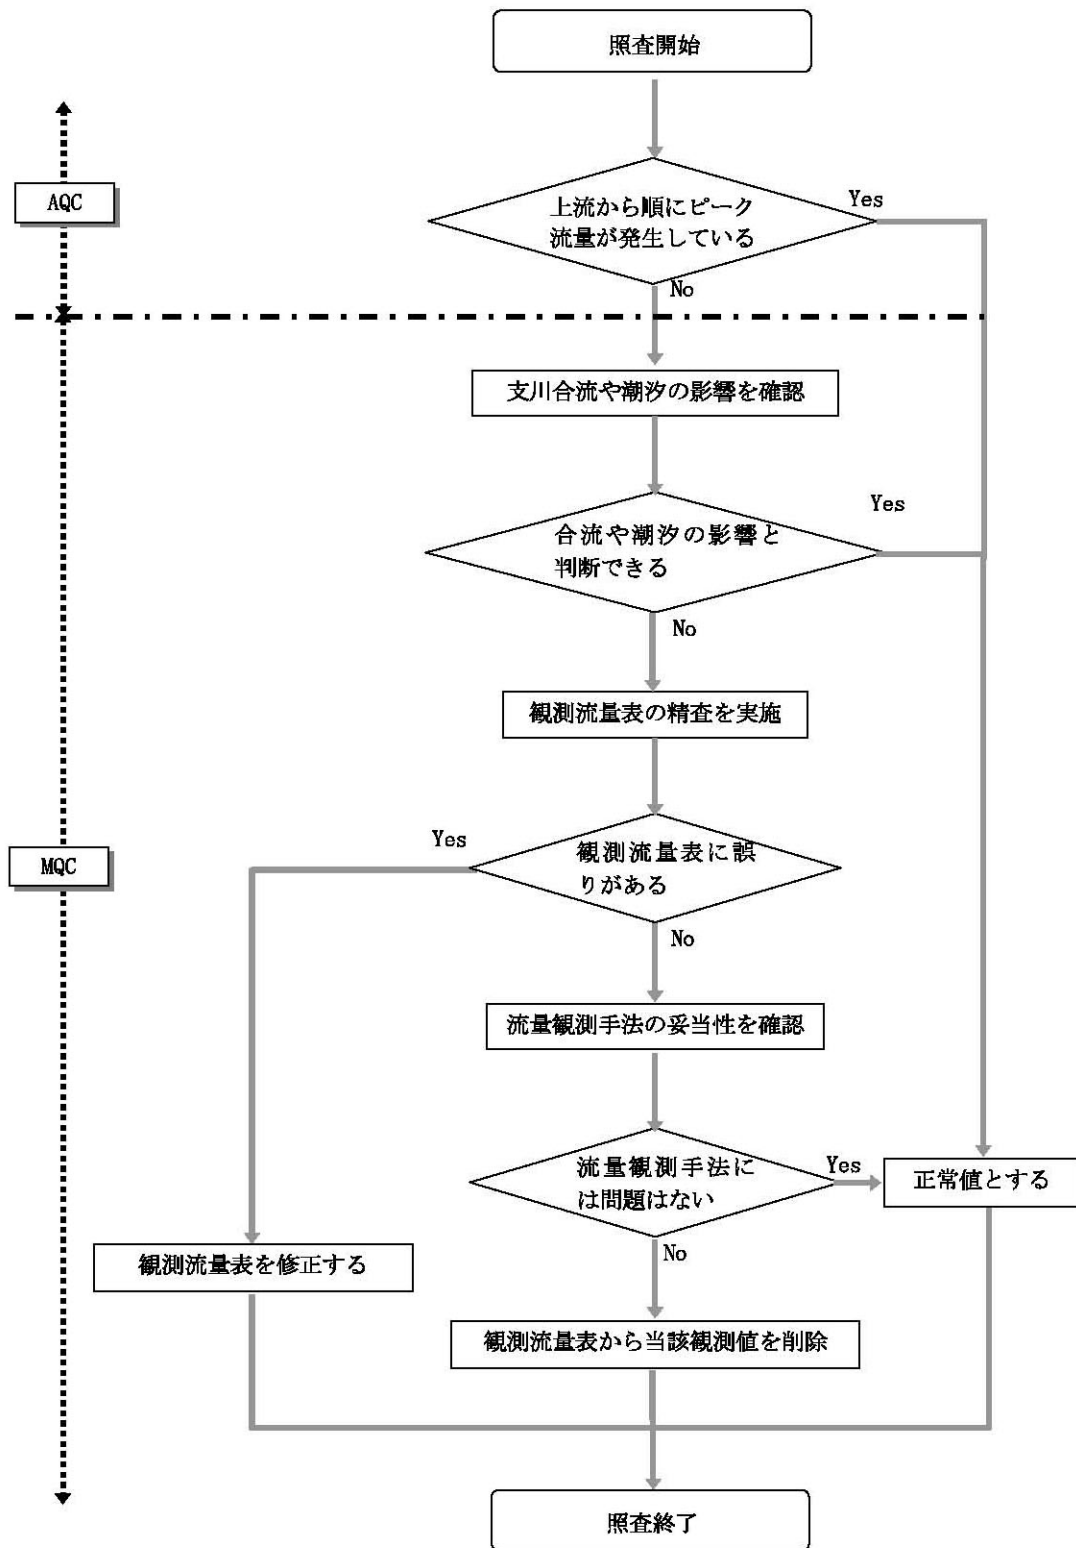 照査開始
AQC
上流から順にピーク
流量が発生している
Yes
No
支川合流や潮汐の影響を確認
合流や潮汐の影響と
判断できる
Yes
No
観測流量表の精査を実施
Yes
観測流量表に誤
りがある
MQC
No
流量観測手法の妥当性を確認
流量観測手法に
は問題はない
Yes
正常値とする
No
観測流量表を修正する
観測流量表から当該観測値を削除
照査終了